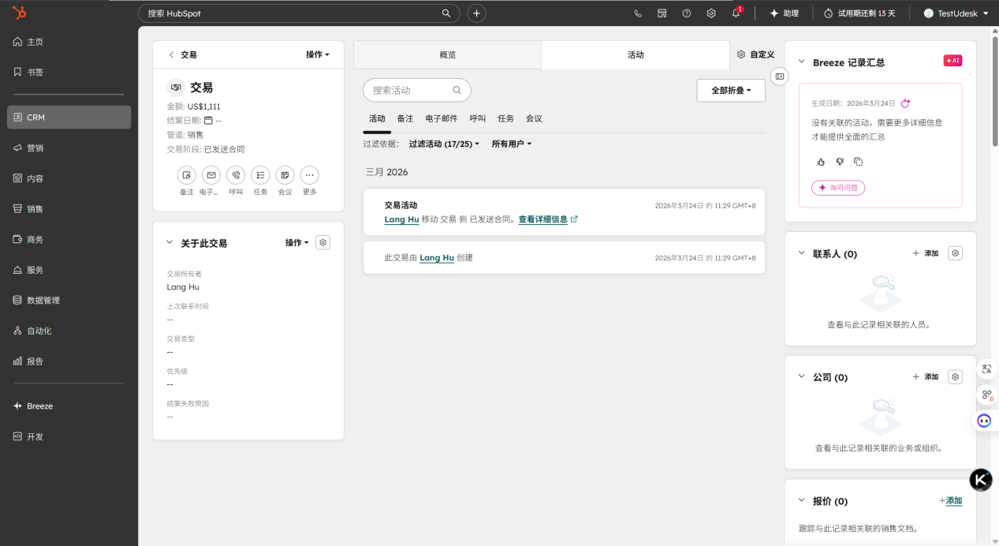 搜索 HubSpot
1
助理
试用期还剩 13 天
TestUdesk
主页
书签
CRM
营销
内容
销售
商务
服务
数据管理
自动化
报告
Breeze
开发
交易
操作
交易
金额: US$1,111
结案日期: --
管道: 销售
交易阶段: 已发送合同
备注
电子...
呼叫
任务
会议
更多
关于此交易
操作
交易所有者
Lang Hu
上次联系时间
--
交易类型
--
优先级
--
结案失败原因
--
概览
活动
自定义
搜索活动
全部折叠
活动
备注
电子邮件
呼叫
任务
会议
过滤依据:
过滤活动 (17/25)
所有用户
三月 2026
交易活动
2026年3月24日 的 11:29 GMT+8
Lang Hu 移动 交易 到 已发送合同。查看详细信息
此交易由 Lang Hu 创建
2026年3月24日 的 11:29 GMT+8
Breeze 记录汇总
AI
生成日期: 2026年3月24日
没有关联的活动，需要更多详细信息
才能提供全面的汇总
询问问题
联系人 (0)
+ 添加
查看与此记录相关联的人员。
公司 (0)
+ 添加
查看与此记录相关联的业务或组织。
报价 (0)
+添加
跟踪与此记录相关联的销售文档。
K